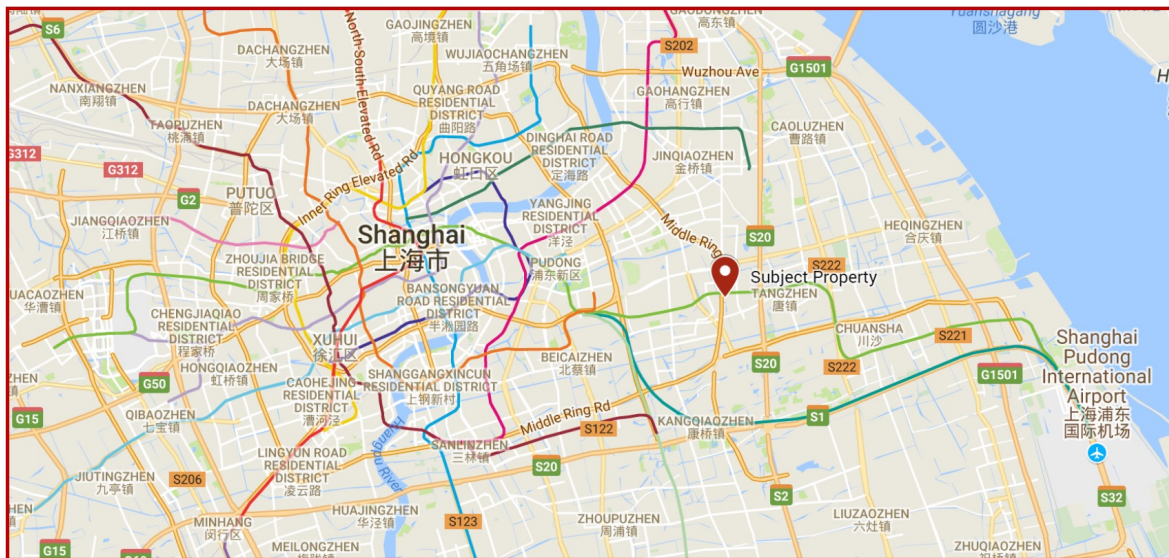 S6
GAOJINGZHEN
高境镇
GAODONGZHEN
高东镇
圆沙港
DACHANGZHEN
大场镇
WUJIAOCHANGZHEN
五角场镇
S202
Wuzhou Ave
G1501
NANXIANGZHEN
南翔镇
North-South Elevated Rd
QUYANG ROAD
RESIDENTIAL
DISTRICT
曲阳路
GAOHANGZHEN
高行镇
DACHANGZHEN
大场镇
TAOPUZHEN
桃浦镇
DINGHAI ROAD
RESIDENTIAL
DISTRICT
定海路
CAOLUZHEN
曹路镇
G312
G312
HONGKOU
虹口区
JINQIAOZHEN
金桥镇
Inner Ring Elevated Rd
G2
PUTUO
普陀区
YANGJING
RESIDENTIAL
DISTRICT
洋泾
Middle Ring
HEQINGZHEN
合庆镇
JIANGQIAOZHEN
江桥镇
Shanghai
上海市
S20
S222
ZHOUJIA BRIDGE
RESIDENTIAL
DISTRICT
周家桥
PUDONG
浦东新区
Subject Property
TANGZHEN
唐镇
HUACAOZHEN
华漕镇
BANSONGYUAN
ROAD RESIDENTIAL
DISTRICT
半淞园路
CHENGJIAQIAO
RESIDENTIAL
DISTRICT
程家桥
XUHUI
徐汇区
CHUANSHA
川沙
S221
Shanghai
Pudong
International
Airport
上海浦东
国际机场
BEICAIZHEN
北蔡镇
S20
S222
G1501
HONGQIAOZHEN
虹桥镇
G50
SHANGGANGXINCUN
RESIDENTIAL DISTRICT
上钢新村
CAOHEJING
RESIDENTIAL
DISTRICT
漕河泾
G15
QIBAOZHEN
七宝镇
Middle Ring Rd
S122
KANGQIAOZHEN
康桥镇
S1
Huangpu River
SANLINZHEN
三林镇
LINGYUN ROAD
RESIDENTIAL
DISTRICT
凌云路
S20
JIUTINGZHEN
九亭镇
S206
S2
S32
HUAJINGZHEN
华泾镇
S123
ZHOUPUZHEN
周浦镇
LIUZAOZHEN
六灶镇
MINHANG
闵行区
G15
MEILONGZHEN
ZHUQIAOZHEN